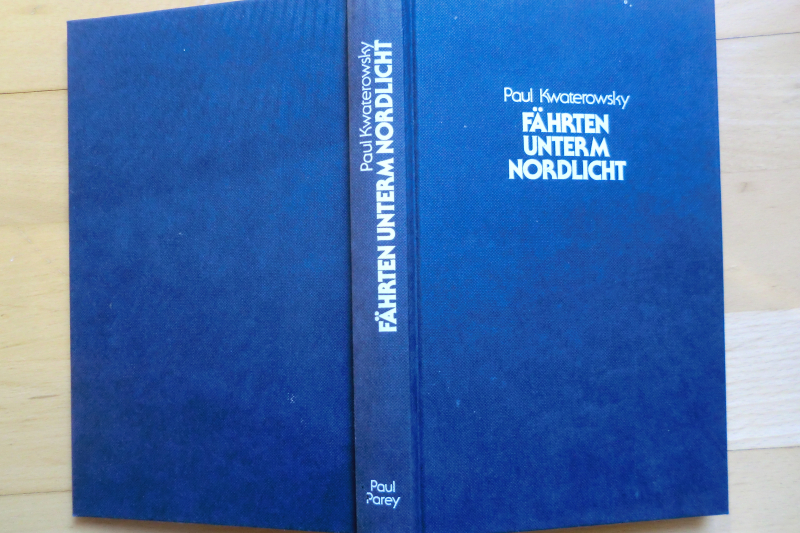 Paul Kwaterowsky
FÄHRTEN UNTERM NORDLICHT
Paul
Parey
Paul Kwaterowsky
FÄHRTEN
UNTERM
NORDLICHT